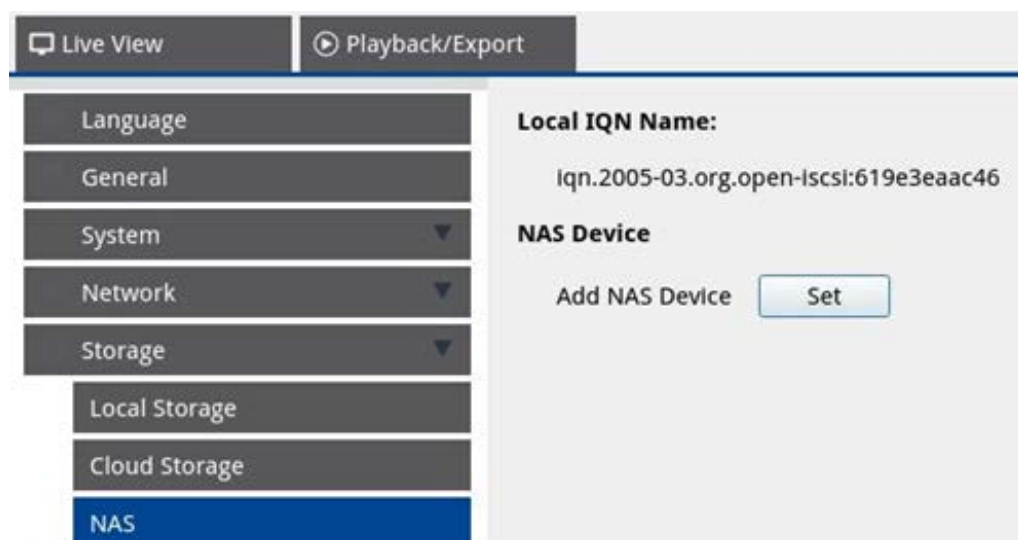 Live View
Playback/Export
Language
General
System
Network
Storage
Local Storage
Cloud Storage
NAS
Local IQN Name:
iqn.2005-03.org.open-iscsi:619e3eaac46
NAS Device
Add NAS Device
Set